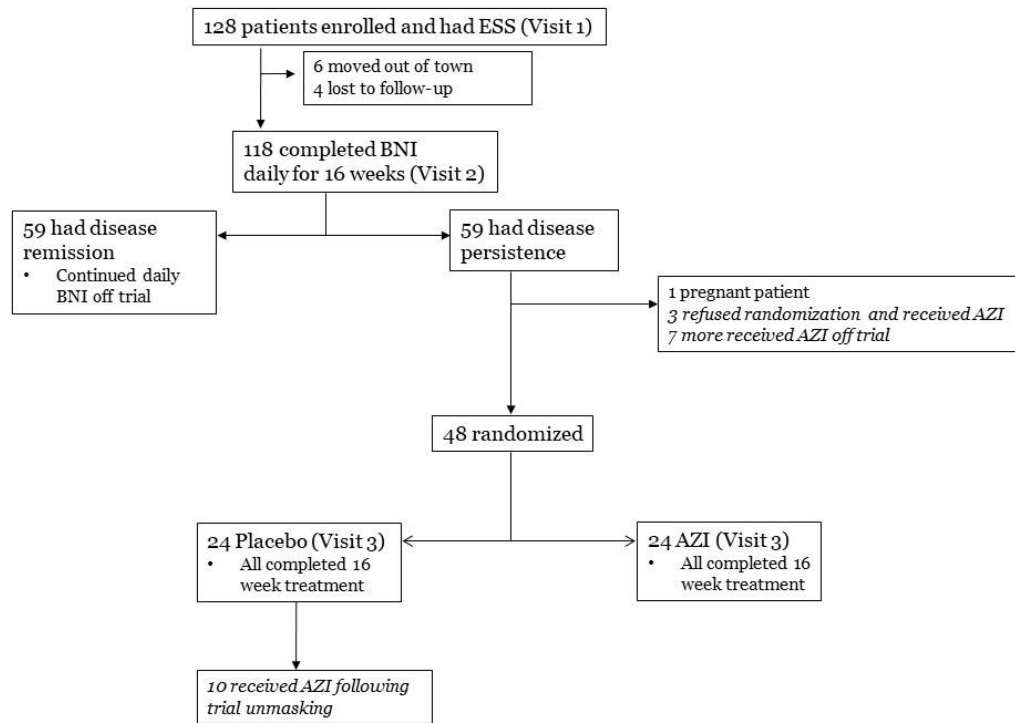 128 patients enrolled and had ESS (Visit 1)
6 moved out of town
4 lost to follow-up
118 completed BNI
daily for 16 weeks (Visit 2)
59 had disease
remission
• Continued daily
BNI off trial
59 had disease
persistence
1 pregnant patient
3 refused randomization and received AZI
7 more received AZI off trial
48 randomized
24 Placebo (Visit 3)
• All completed 16
week treatment
24 AZI (Visit 3)
• All completed 16
week treatment
10 received AZI following
trial unmasking